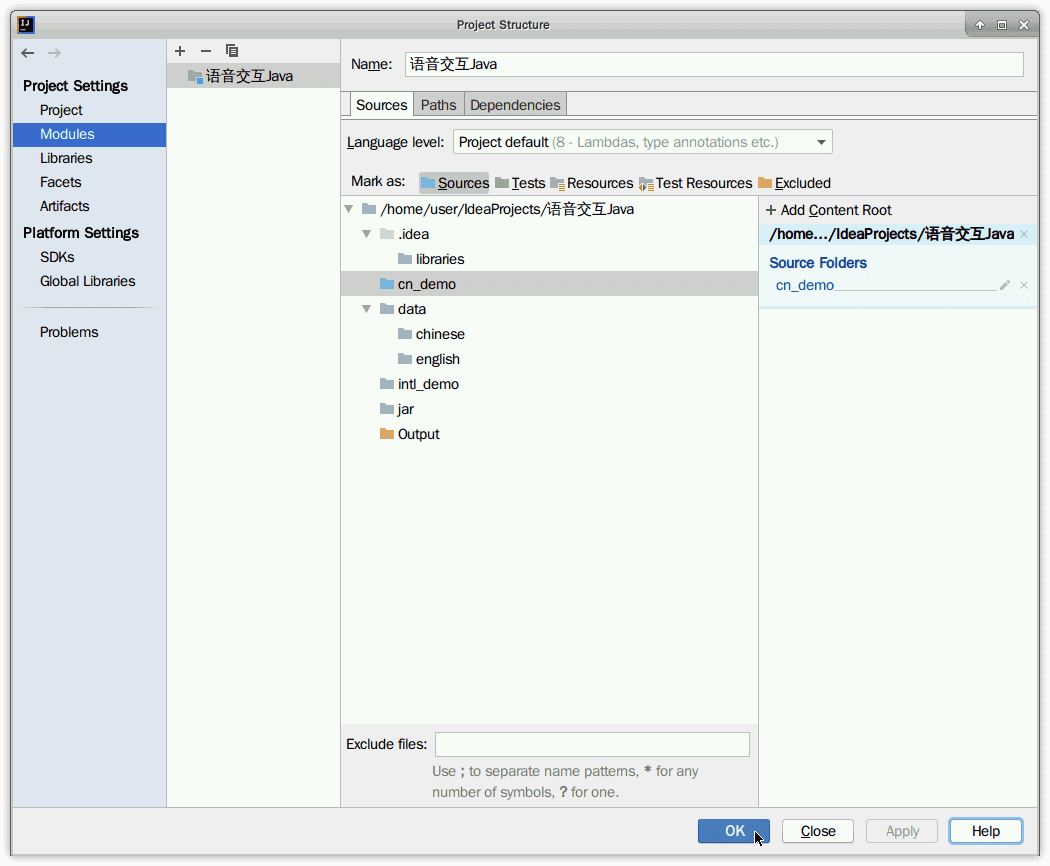 Project Structure
Project Settings
Project
Modules
Libraries
Facets
Artifacts
Platform Settings
SDKs
Global Libraries
Problems
语音交互Java
Name: 语音交互Java
Sources Paths Dependencies
Language level: Project default (8 - Lambdas, type annotations etc.)
Mark as: Sources Tests Resources Test Resources Excluded
/home/user/IdeaProjects/语音交互Java
.idea
libraries
cn_demo
data
chinese
english
intl_demo
jar
Output
+ Add Content Root
/home.../IdeaProjects/语音交互Java
Source Folders
cn_demo
Exclude files:
Use ; to separate name patterns, * for any
number of symbols, ? for one.
OK Close Apply Help